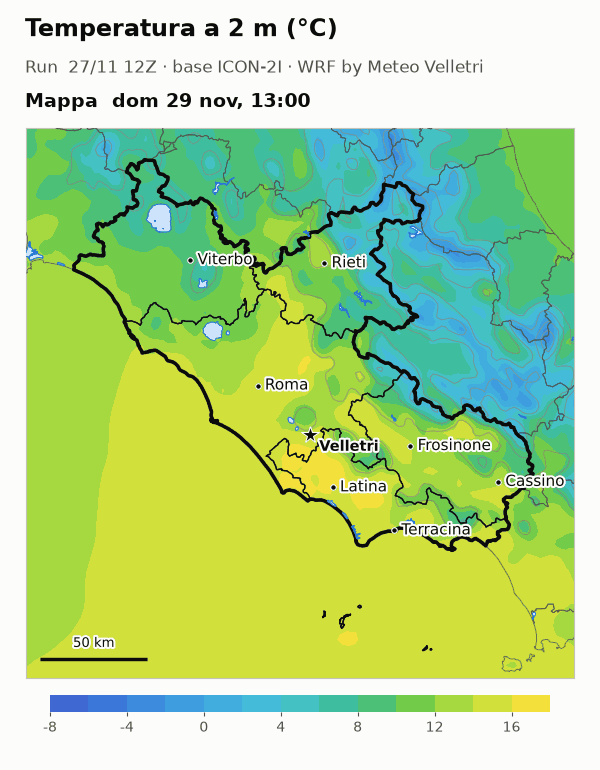 Temperatura a 2 m (°C)
Run  27/11 12Z · base ICON-2I · WRF by Meteo Velletri
Mappa  dom 29 nov, 13:00
Viterbo
Rieti
Roma
Velletri
Frosinone
Latina
Cassino
Terracina
50 km
-8 -4 0 4 8 12 16